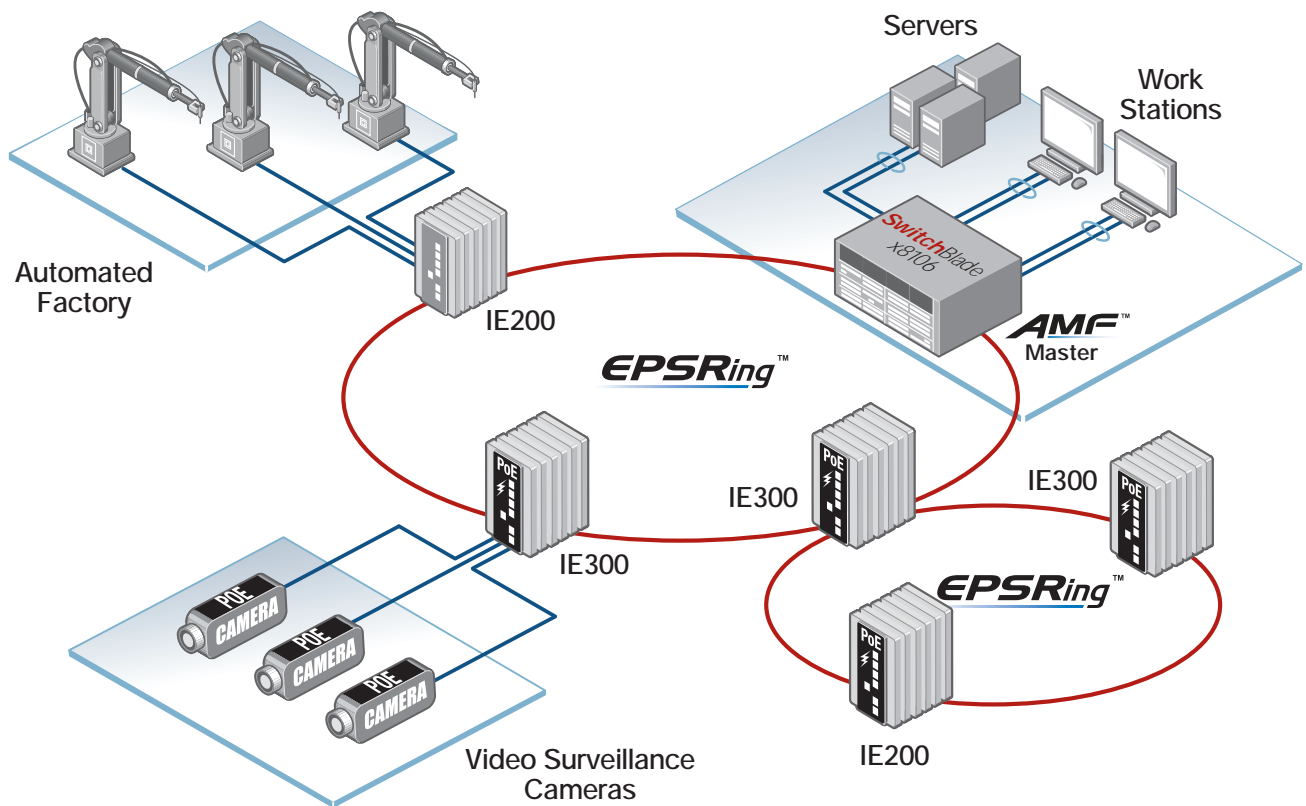 Servers
Work
Stations
SwitchBlade
x8106
Automated
Factory
IE200
AMF™
Master
EPSRing™
PoE
IE300
PoE
IE300
PoE
IE300
POE
CAMERA
POE
CAMERA
POE
CAMERA
EPSRing™
PoE
IE200
Video Surveillance
Cameras